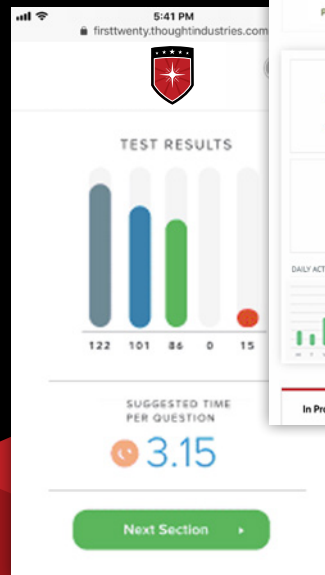 5:41 PM
firsttwenty.thoughtindustries.com
TEST RESULTS
122 101 86 0 15
SUGGESTED TIME
PER QUESTION
3.15
Next Section
DAILY ACT
In Pro